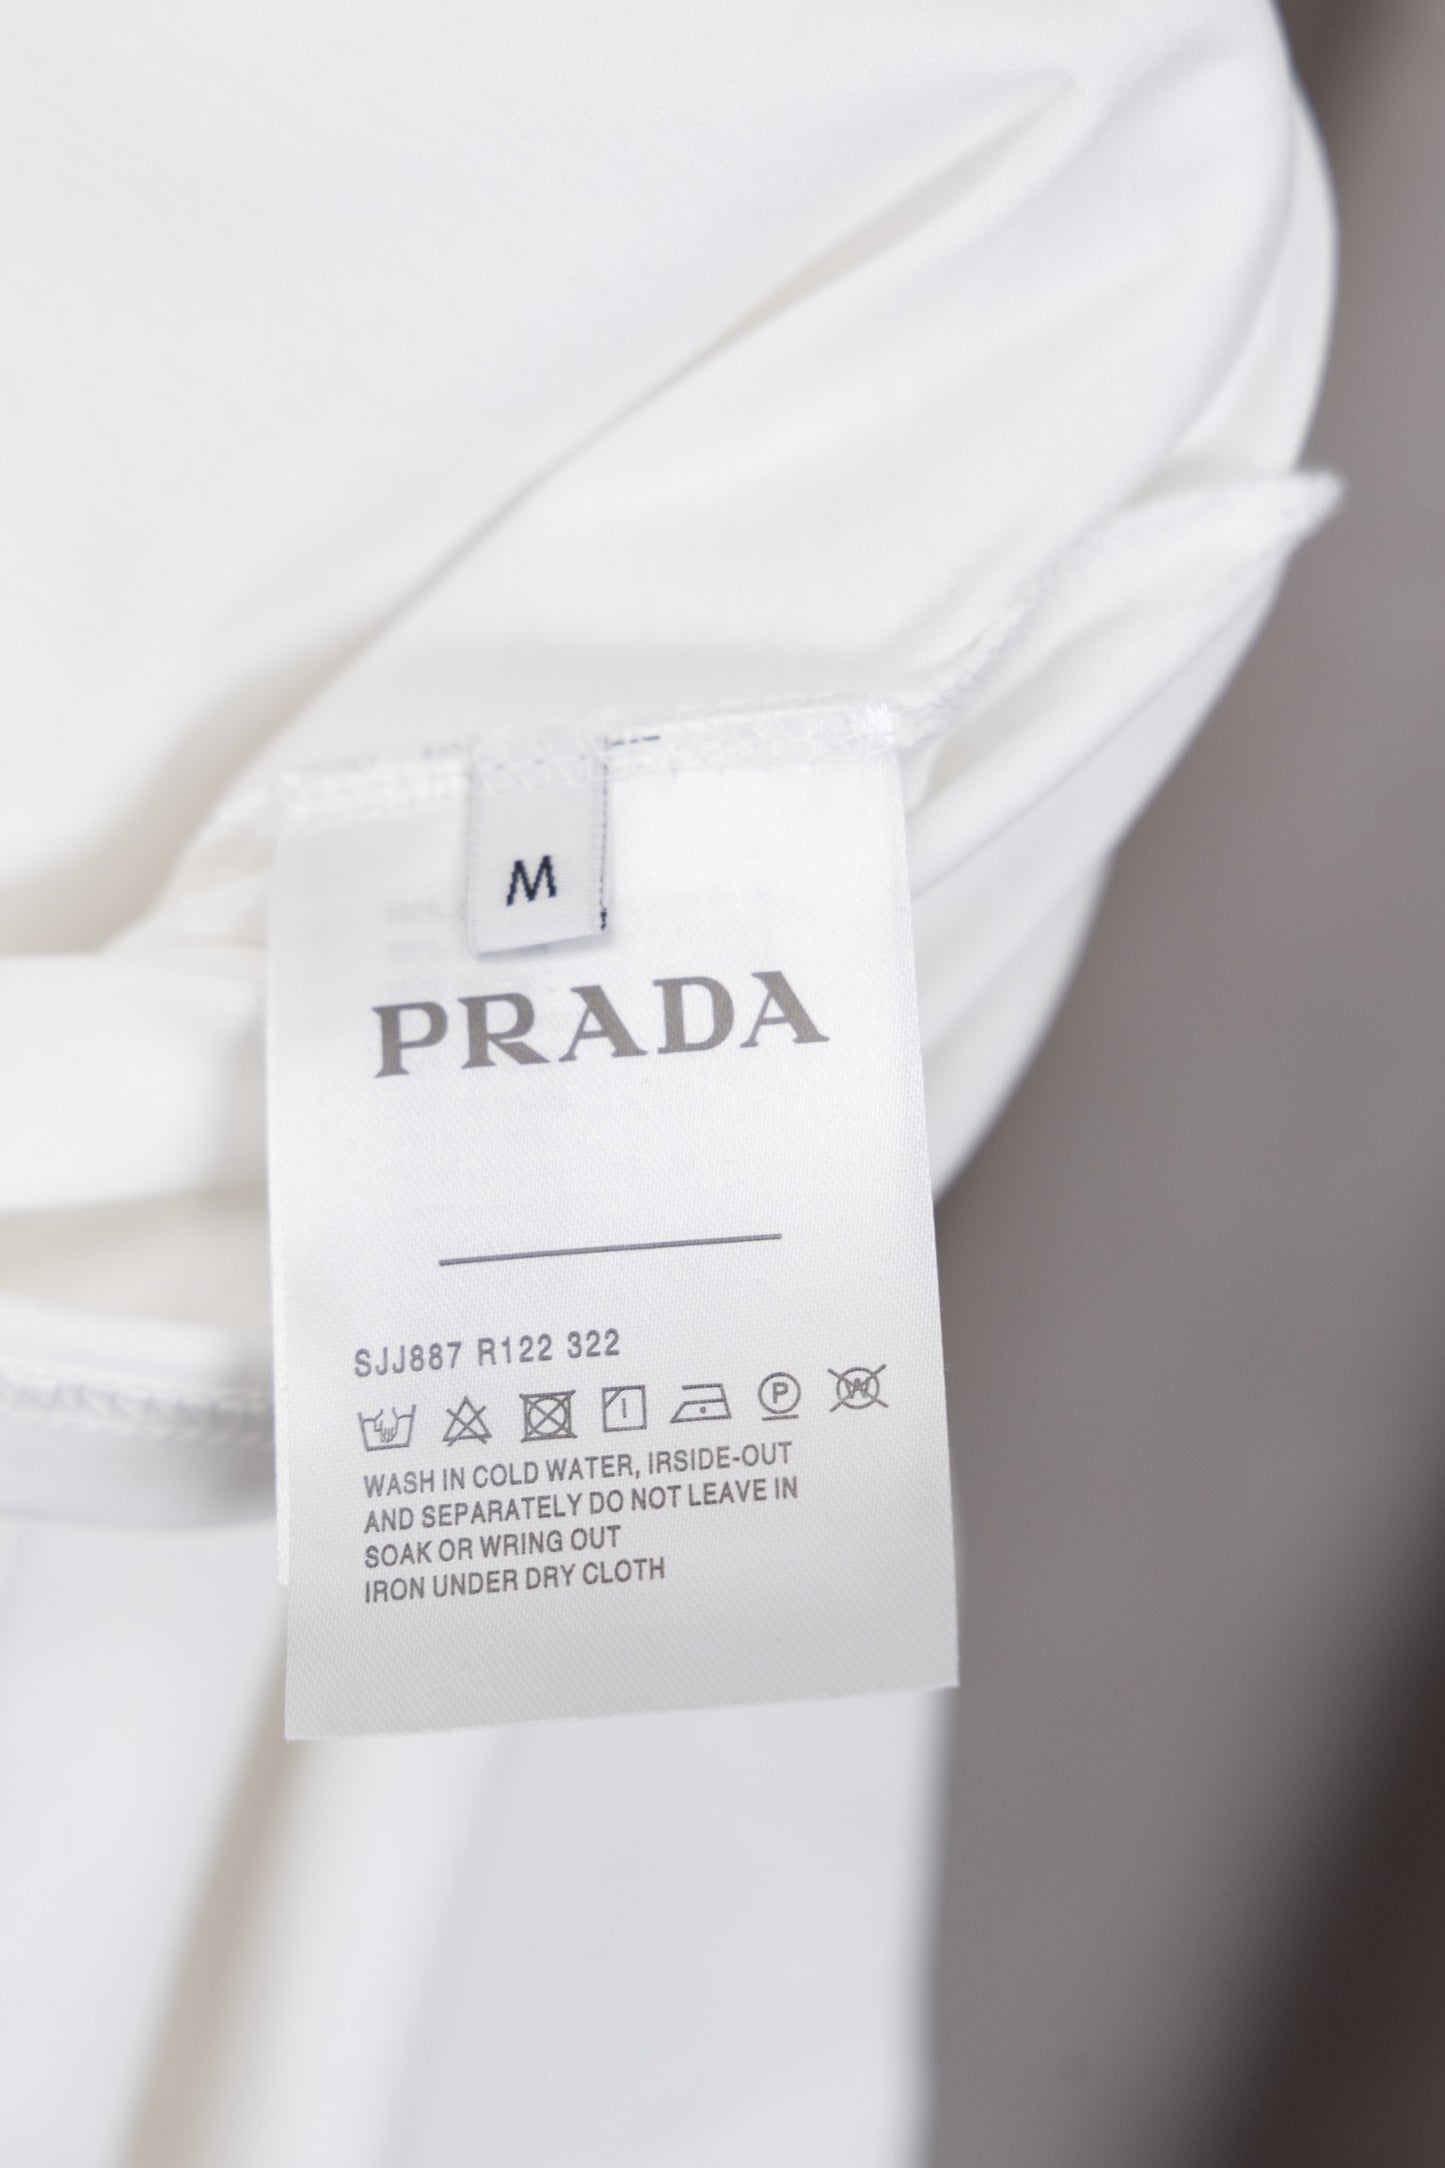 M
PRADA
SJJ887 R122 322
P W
WASH IN COLD WATER, IRSIDE-OUT
AND SEPARATELY DO NOT LEAVE IN
SOAK OR WRING OUT
IRON UNDER DRY CLOTH